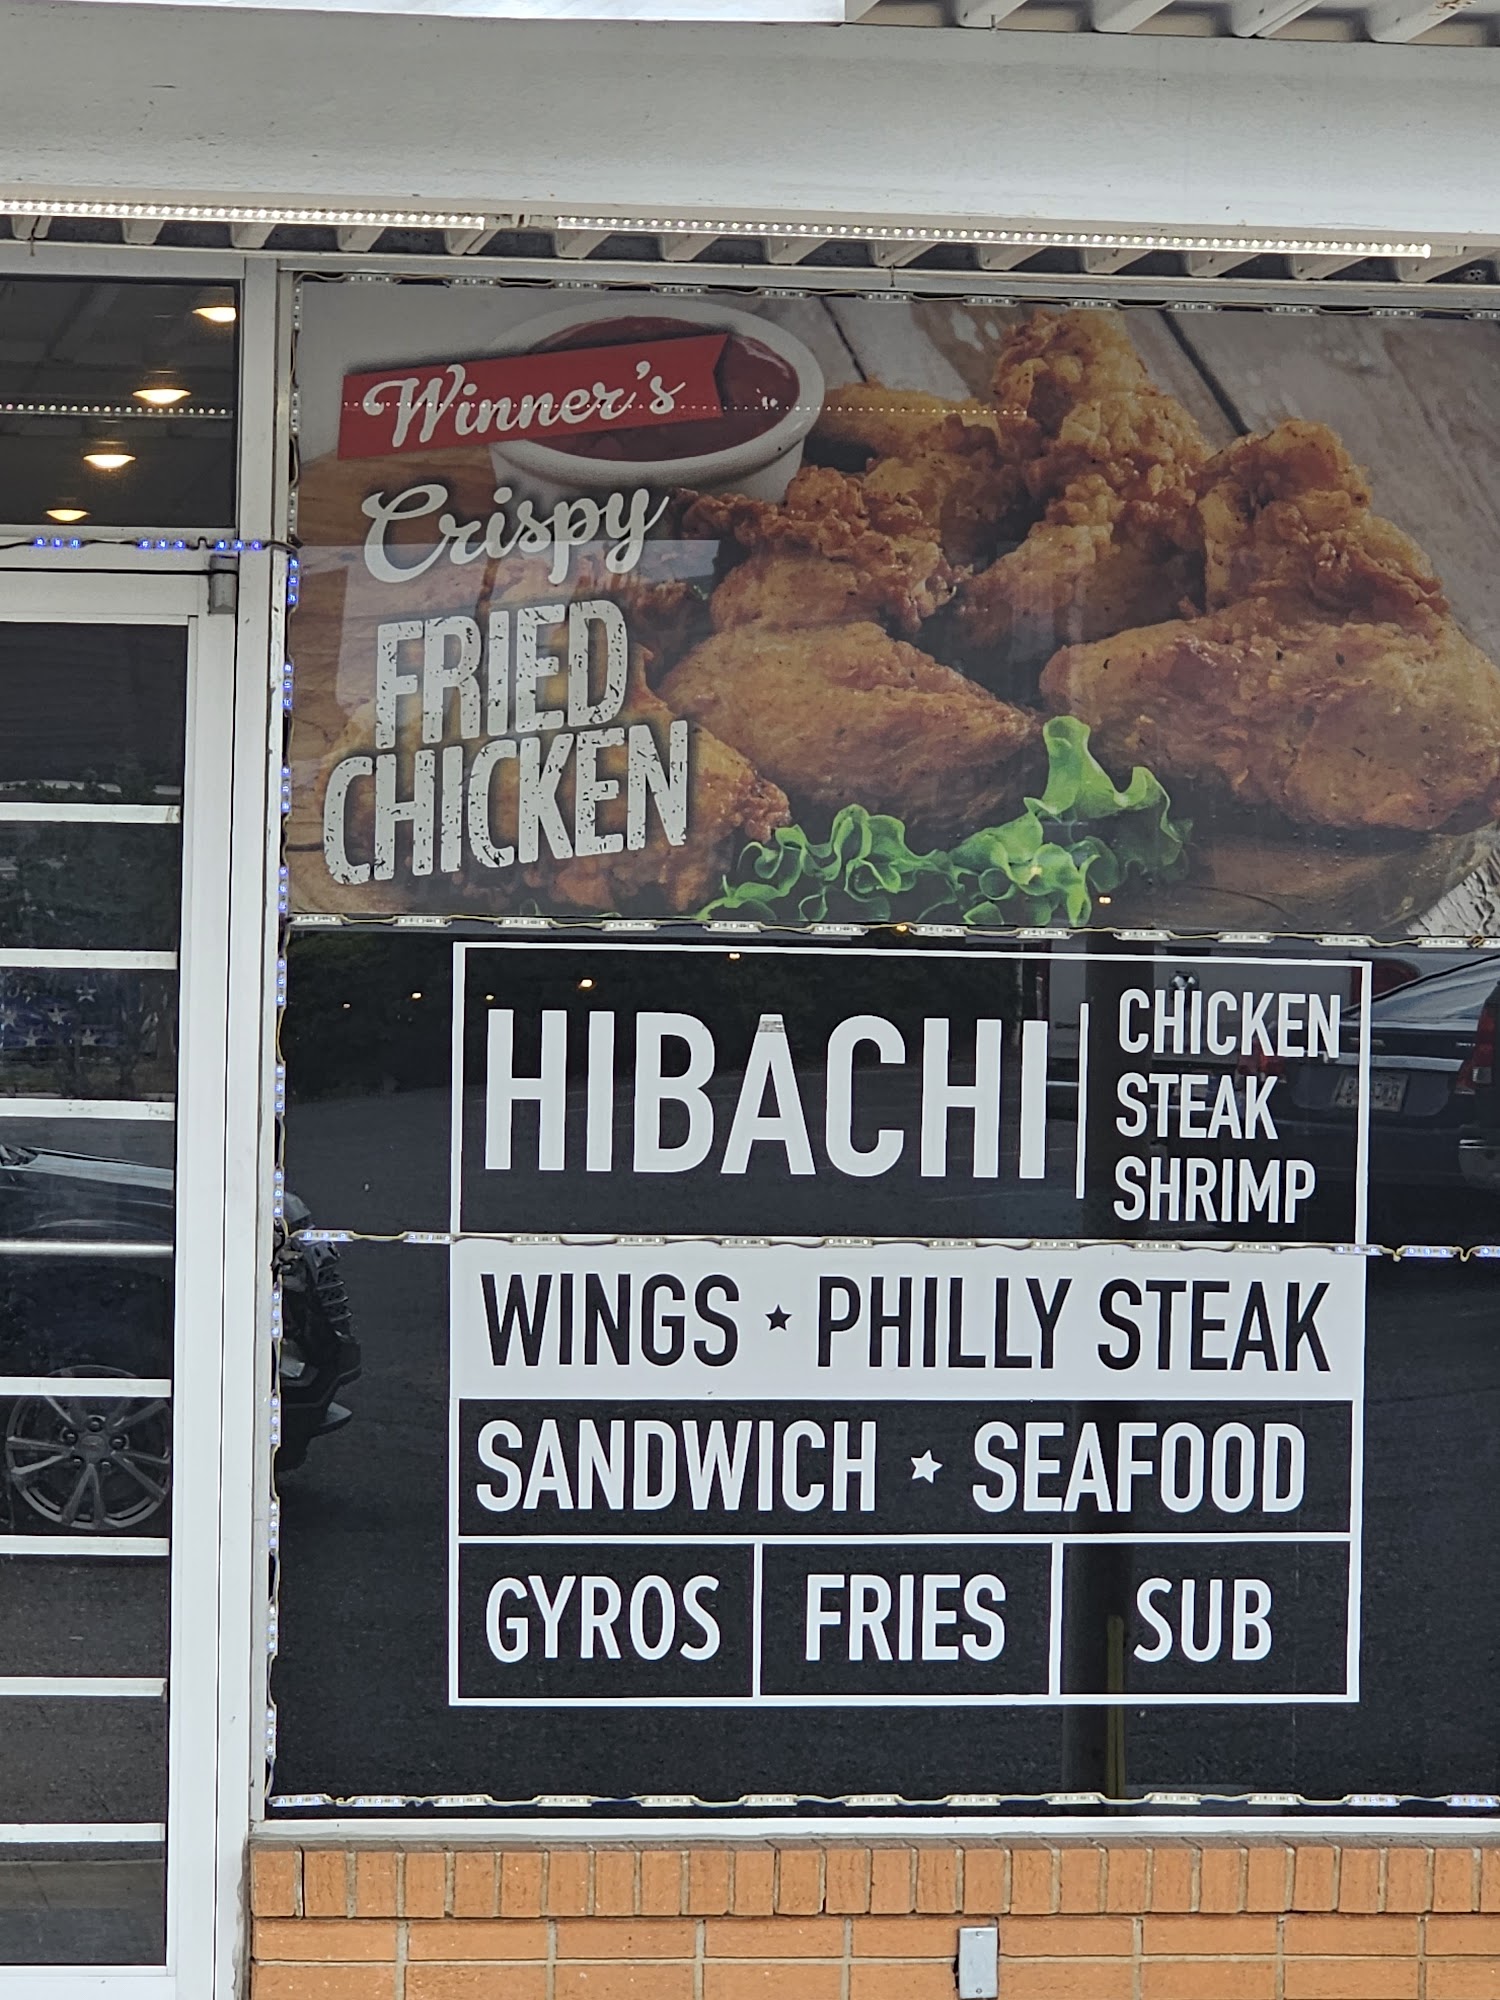 Winner's
Crispy
FRIED
CHICKEN
HIBACHI
CHICKEN
STEAK
SHRIMP
WINGS ★ PHILLY STEAK
SANDWICH ★ SEAFOOD
GYROS FRIES SUB